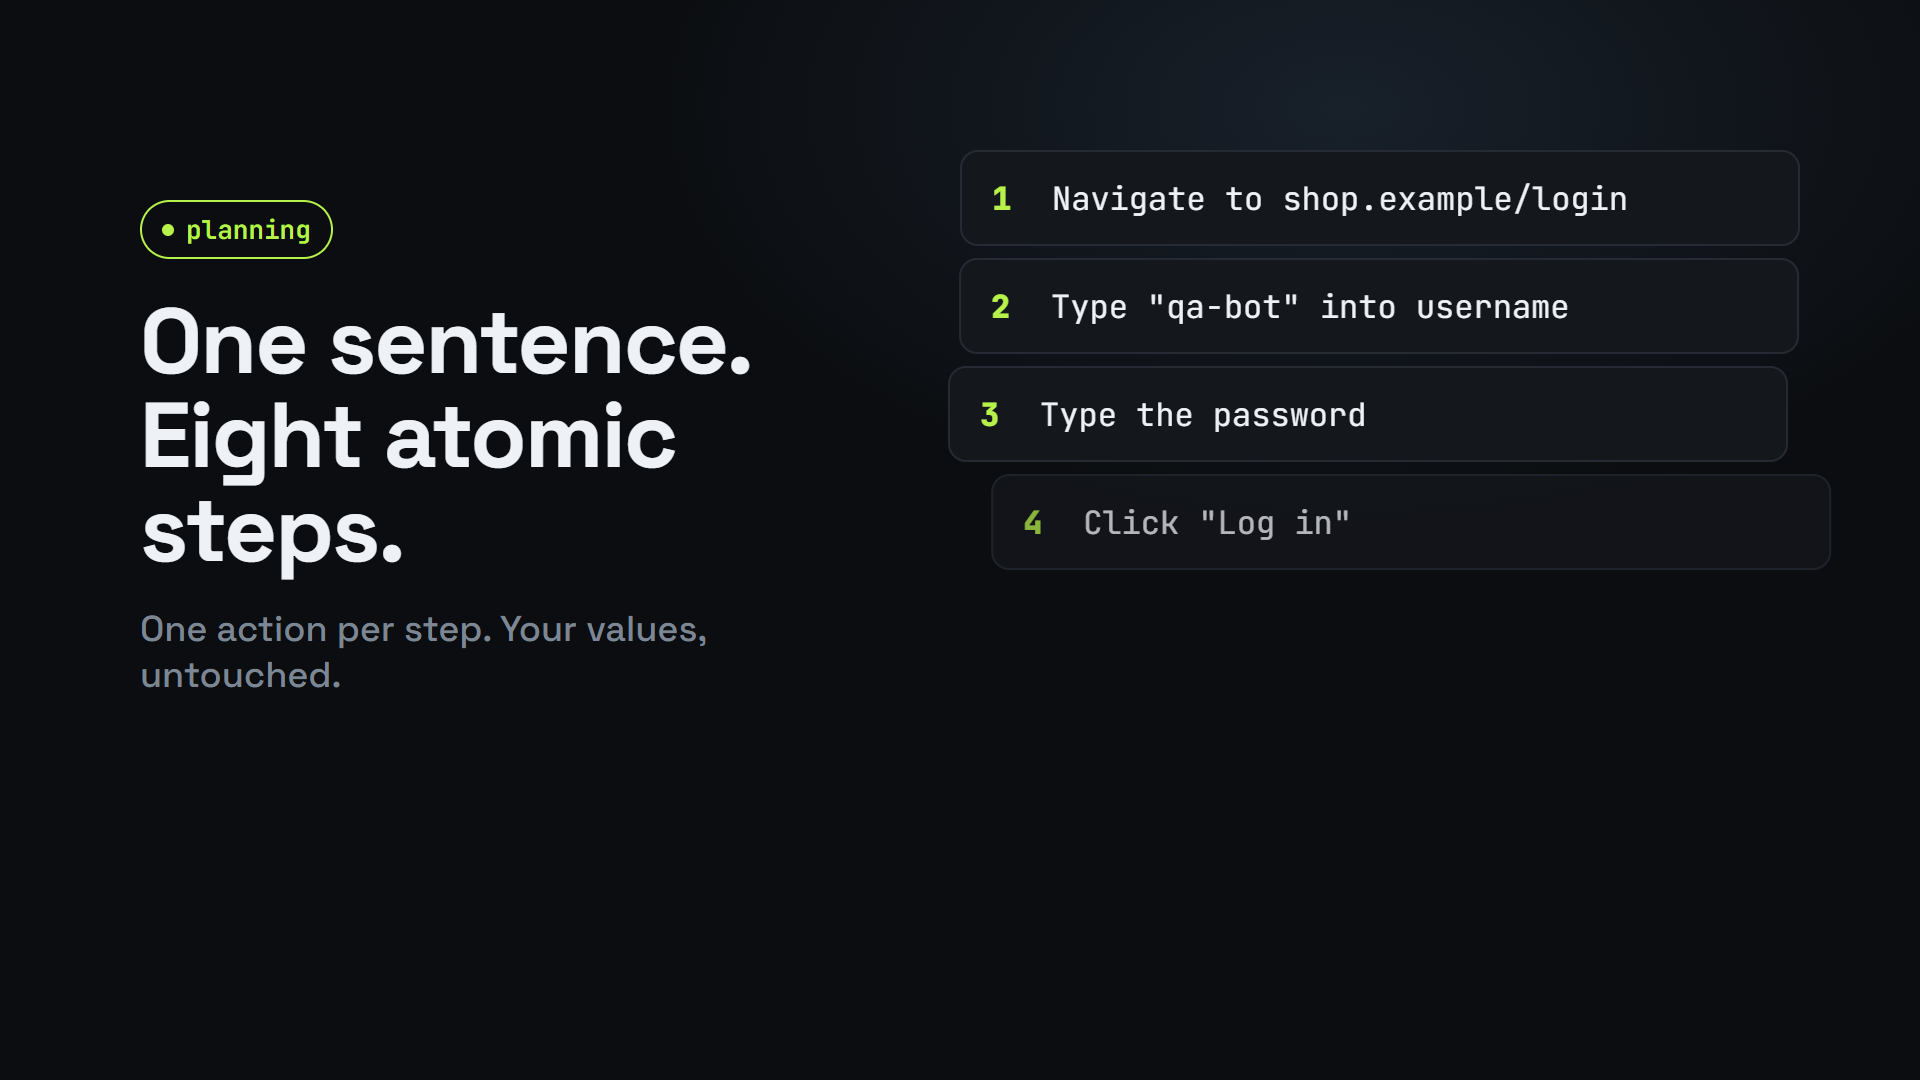 planning
One sentence.
Eight atomic
steps.
One action per step. Your values,
untouched.
1 Navigate to shop.example/login
2 Type "qa-bot" into username
3 Type the password
4 Click "Log in"